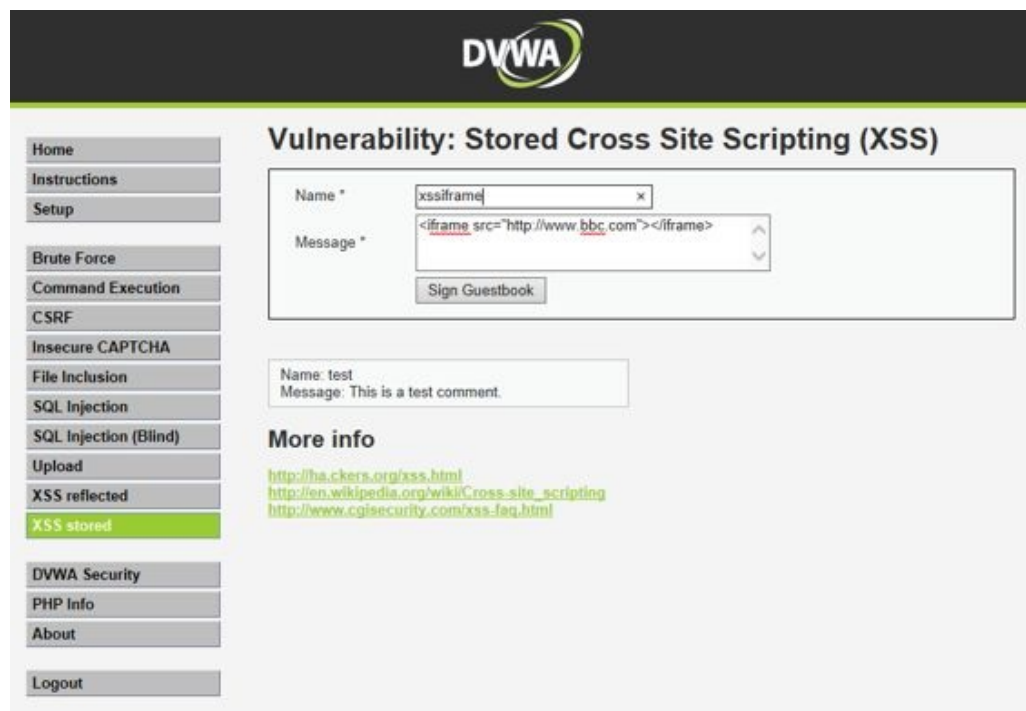 DVWA
Home
Instructions
Setup
Brute Force
Command Execution
CSRF
Insecure CAPTCHA
File Inclusion
SQL Injection
SQL Injection (Blind)
Upload
XSS reflected
XSS stored
DVWA Security
PHP Info
About
Logout
Vulnerability: Stored Cross Site Scripting (XSS)
Name * xssiframe ×
Message * <iframe src="http://www.bbc.com"></iframe>
Sign Guestbook
Name: test
Message: This is a test comment.
More info
http://ha.ckers.org/xss.html
http://en.wikipedia.org/wiki/Cross-site_scripting
http://www.cgisecurity.com/xss-faq.html